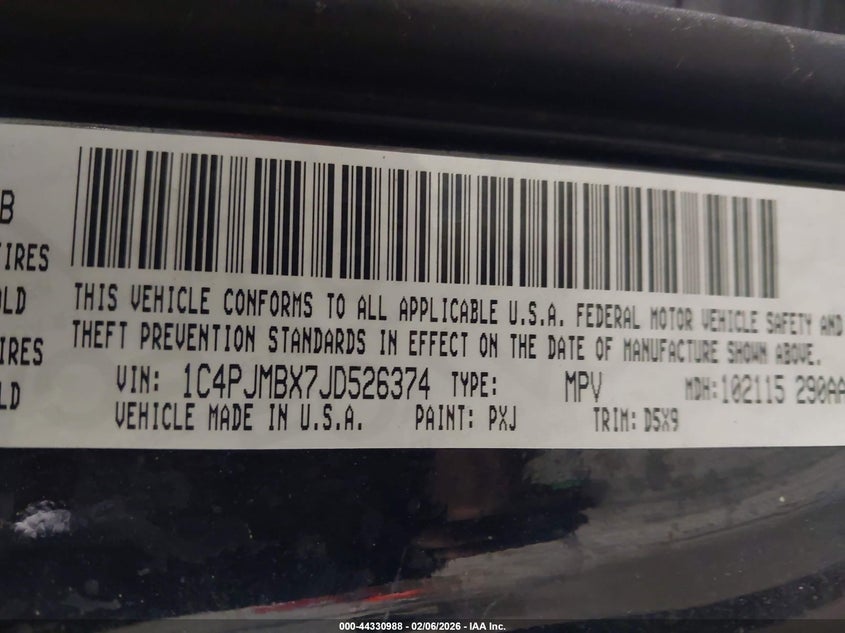 B
TIRES
OLD
IRES
LD
THIS VEHICLE CONFORMS TO ALL APPLICABLE U.S.A. FEDERAL MOTOR VEHICLE SAFETY AND
THEFT PREVENTION STANDARDS IN EFFECT ON THE DATE OF MANUFACTURE SHOWN ABOVE.
VIN: 1C4PJMBX7JD526374 TYPE: MPV MDH: 102115 290AA
VEHICLE MADE IN U.S.A. PAINT: PXJ TRIM: D5X9
000-44330988 - 02/06/2026 - IAA Inc.